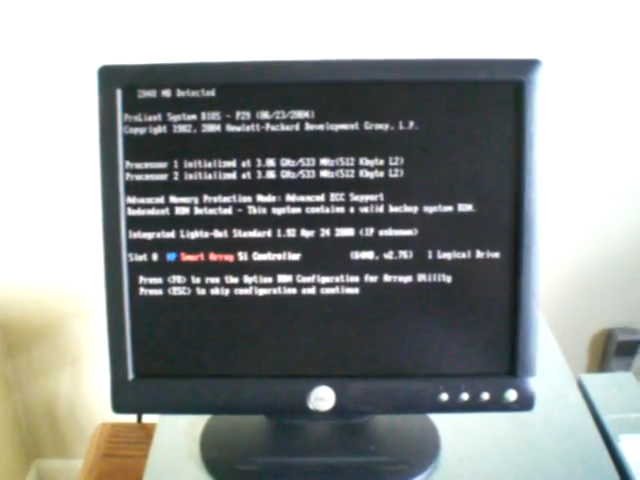 2048 MB Detected
ProLiant System BIOS - P29 (06/23/2004)
Copyright 1982, 2004 Hewlett-Packard Development Group, L.P.
Processor 1 initialized at 3.06 GHz/533 MHz(512 Kbyte L2)
Processor 2 initialized at 3.06 GHz/533 MHz(512 Kbyte L2)
Advanced Memory Protection Mode: Advanced ECC Support
Redundant ROM Detected - This system contains a valid backup system ROM.
Integrated Lights-Out Standard 1.92 Apr 24 2008 (IP unknown)
Slot 0 HP Smart Array 5i Controller (64MB, v2.76) 1 Logical Drive
Press <F8> to run the Option ROM Configuration for Arrays Utility
Press <ESC> to skip configuration and continue
DELL